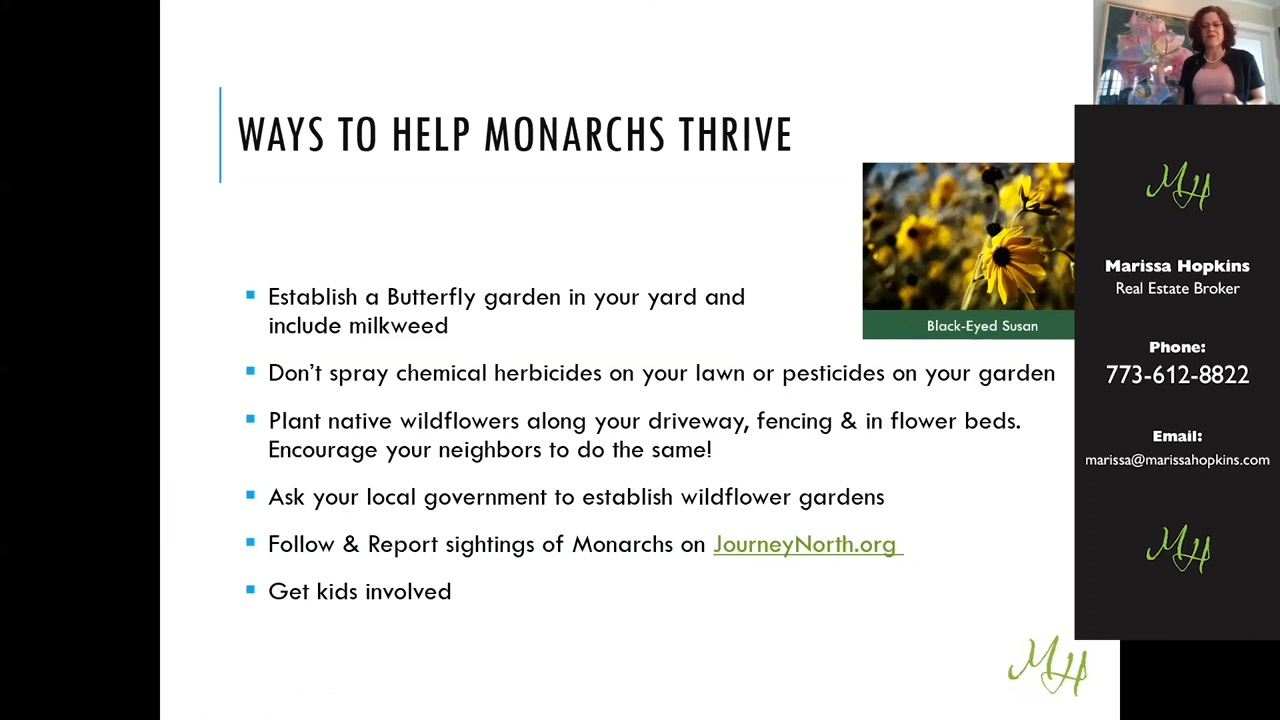 WAYS TO HELP MONARCHS THRIVE
Establish a Butterfly garden in your yard and
include milkweed
Don't spray chemical herbicides on your lawn or pesticides on your garden
Plant native wildflowers along your driveway, fencing & in flower beds.
Encourage your neighbors to do the same!
Ask your local government to establish wildflower gardens
Follow & Report sightings of Monarchs on JourneyNorth.org
Get kids involved
Black-Eyed Susan
MH
MH
Marissa Hopkins
Real Estate Broker
Phone:
773-612-8822
Email:
marissa@marissahopkins.com
MH